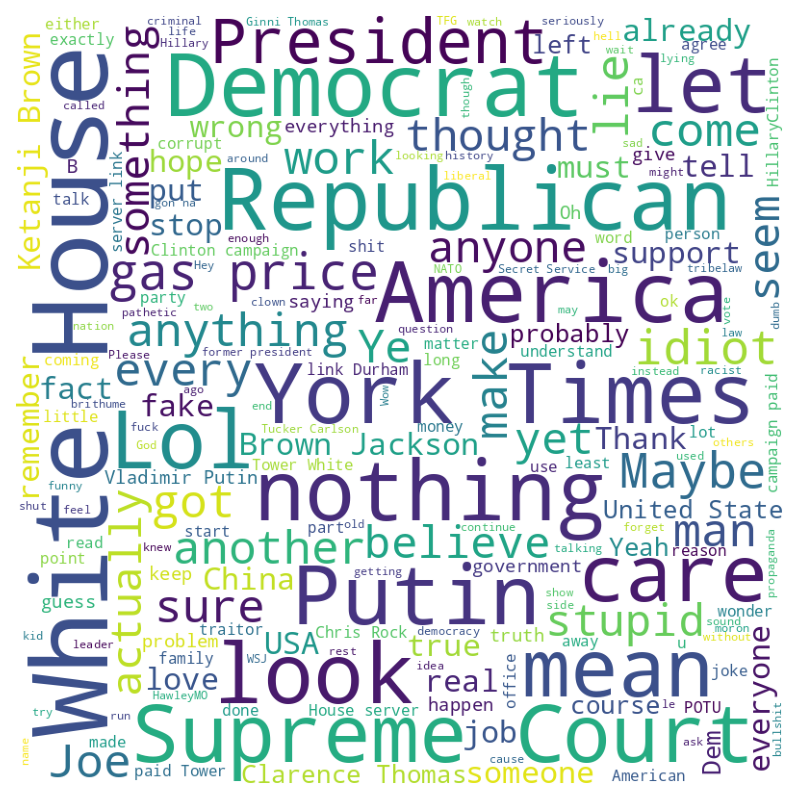 criminal
life
Hillary
Ginni Thomas
TFG
watch
hell
seriously
wait
lying
either
exactly
called
something
President
left
already
agree
Democrat
though
let
lie
ca
Ketanji Brown
White House
B
talk
server link
corrupt
wrong
everything
hope
around
work
thought
looking
history
liberal
must
come
give
might
tell
sad
HillaryClinton
put
gon na
stop
enough
Hey
Clinton campaign
shit
Republican
Oh
word
person
support
seem
gas price
anyone
NATO
Secret Service
big
tribelaw
party
pathetic
two
clown
saying
far
America
ok
may
vote
law
dumb
nation
Please
former president
anything
question
Ye
matter
long
make
probably
understand
idiot
instead
racist
coming
remember
fact
every
ago
link Durham
Wow
York Times
little
brithume
fake
end
money
Lol
fuck
God
Tucker Carlson
Brown Jackson
yet
Thank
lot
used
others
campaign paid
funny
Vladimir Putin
Tower White
use
least
Maybe
shut
feel
actually
got
nothing
United State
read
point
start
part
old
continue
man
knew
another
believe
talking
Yeah
reason
forget
propaganda
guess
keep
China
getting
government
care
wonder
sure
Putin
show
side
sound
moron
without
kid
leader
traitor
problem
USA
Chris Rock
democracy
true
truth
away
u
stupid
family
WSJ
rest
idea
love
look
real
mean
everyone
joke
try
run
HawleyMO
happen
office
course
le
POTU
bullshit
name
made
done
House server
Supreme Court
job
Dem
ask
Joe
paid Tower
Clarence Thomas
cause
someone
American